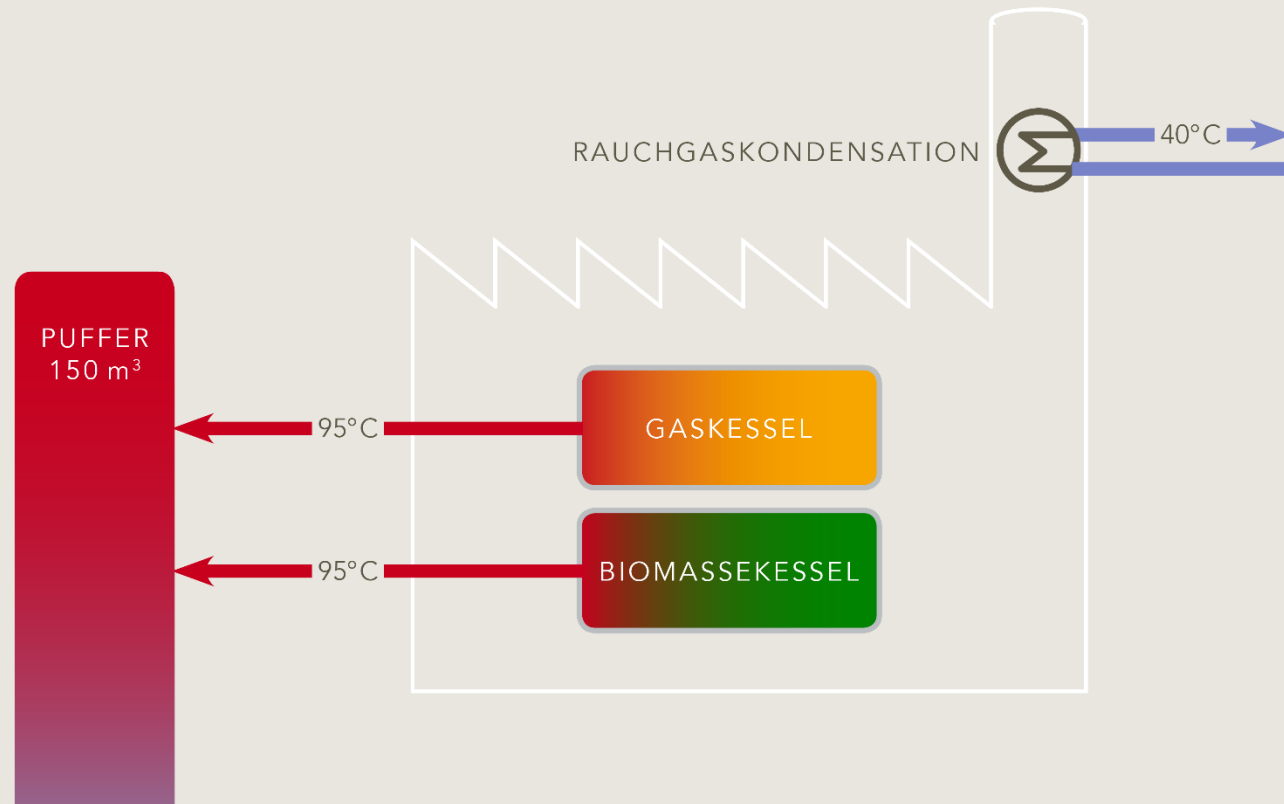 40°C
RAUCHGASKONDENSATION
PUFFER
150 m³
95°C
GASKESSEL
95°C
BIOMASSEKESSEL